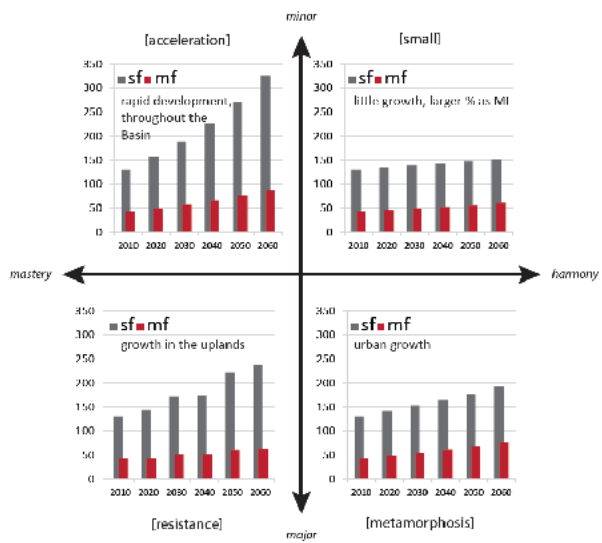 minor
[acceleration]
[small]
350
300
250
200
150
100
50
0
sf mf
rapid development,
throughout the
Basin
2010 2020 2030 2040 2050 2060
350
300
250
200
150
100
50
0
sf mf
little growth, larger % as MF
2010 2020 2030 2040 2050 2060
mastery
harmony
350
300
250
200
150
100
50
0
sf mf
growth in the uplands
2010 2020 2030 2040 2050 2060
350
300
250
200
150
100
50
0
sf mf
urban growth
2010 2020 2030 2040 2050 2060
[resistance]
[metamorphosis]
major